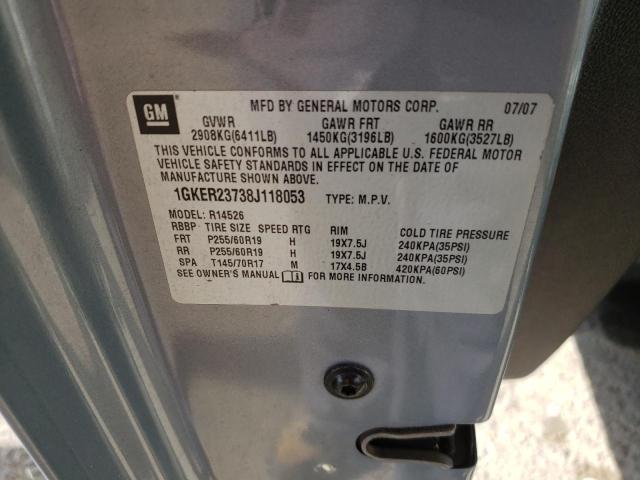 GM
MFD BY GENERAL MOTORS CORP. 07/07
GVWR GAWR FRT GAWR RR
2908KG(6411LB) 1450KG(3196LB) 1600KG(3527LB)
THIS VEHICLE CONFORMS TO ALL APPLICABLE U.S. FEDERAL MOTOR
VEHICLE SAFETY STANDARDS IN EFFECT ON THE DATE OF
MANUFACTURE SHOWN ABOVE.
1GKER23738J118053 TYPE: M.P.V.
MODEL: R14526
RBBP TIRE SIZE SPEED RTG RIM COLD TIRE PRESSURE
FRT P255/60R19 H 19X7.5J 240KPA(35PSI)
RR P255/60R19 H 19X7.5J 240KPA(35PSI)
SPA T145/70R17 M 17X4.5B 420KPA(60PSI)
SEE OWNER'S MANUAL FOR MORE INFORMATION.